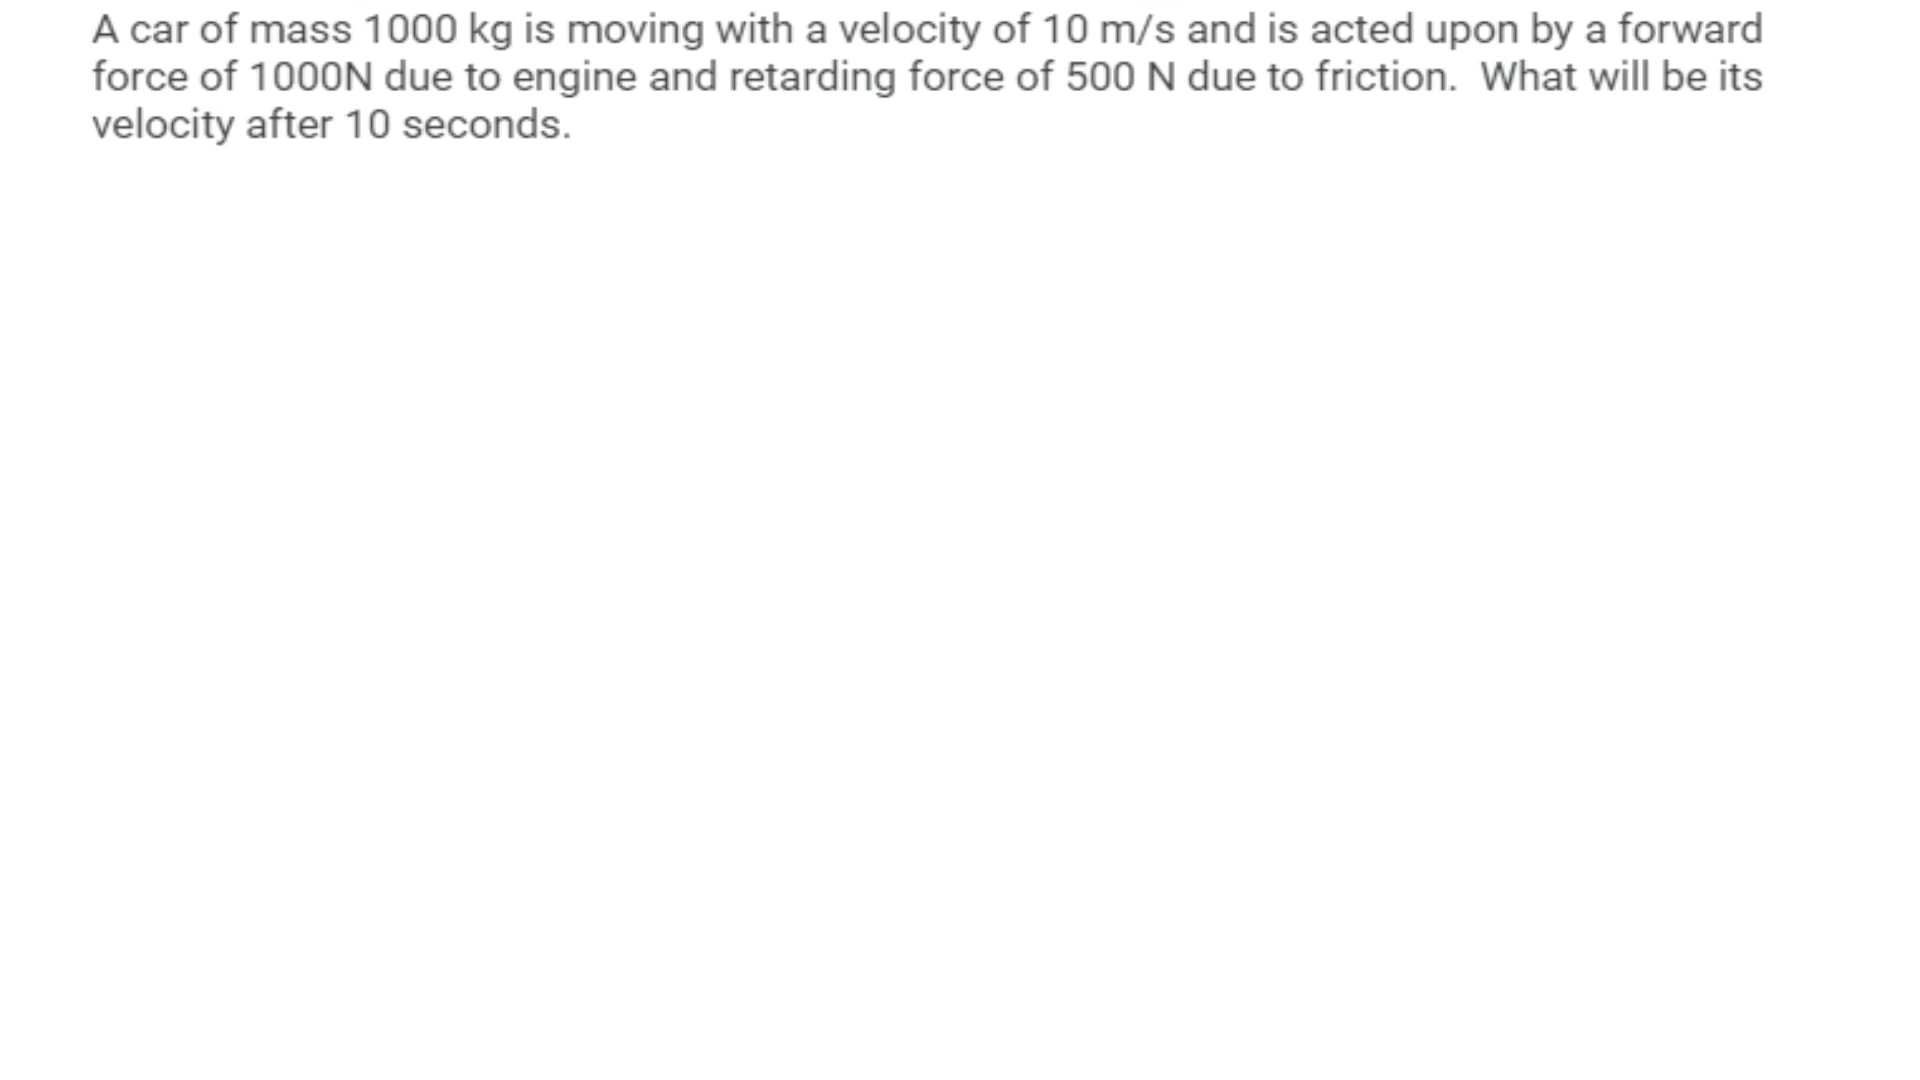 A car of mass 1000 kg is moving with a velocity of 10 m/s and is acted upon by a forward
force of 1000N due to engine and retarding force of 500 N due to friction.  What will be its
velocity after 10 seconds.